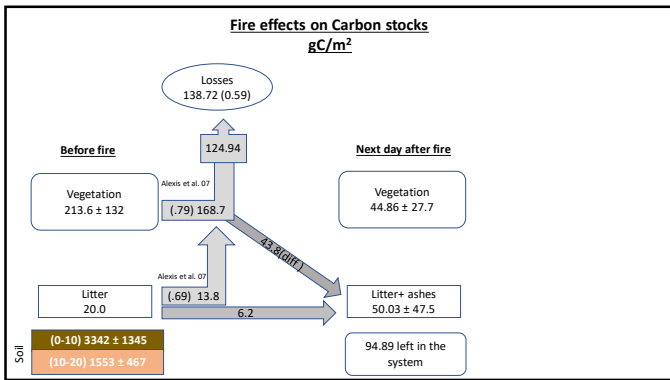 Fire effects on Carbon stocks
gC/m²
Losses
138.72 (0.59)
124.94
Before fire
Next day after fire
Alexis et al. 07
Vegetation
213.6 ± 132
(.79) 168.7
Vegetation
44.86 ± 27.7
43.8(diff.)
Alexis et al. 07
Litter
20.0
(.69) 13.8
6.2
Litter+ ashes
50.03 ± 47.5
Soil
(0-10) 3342 ± 1345
(10-20) 1553 ± 467
94.89 left in the
system